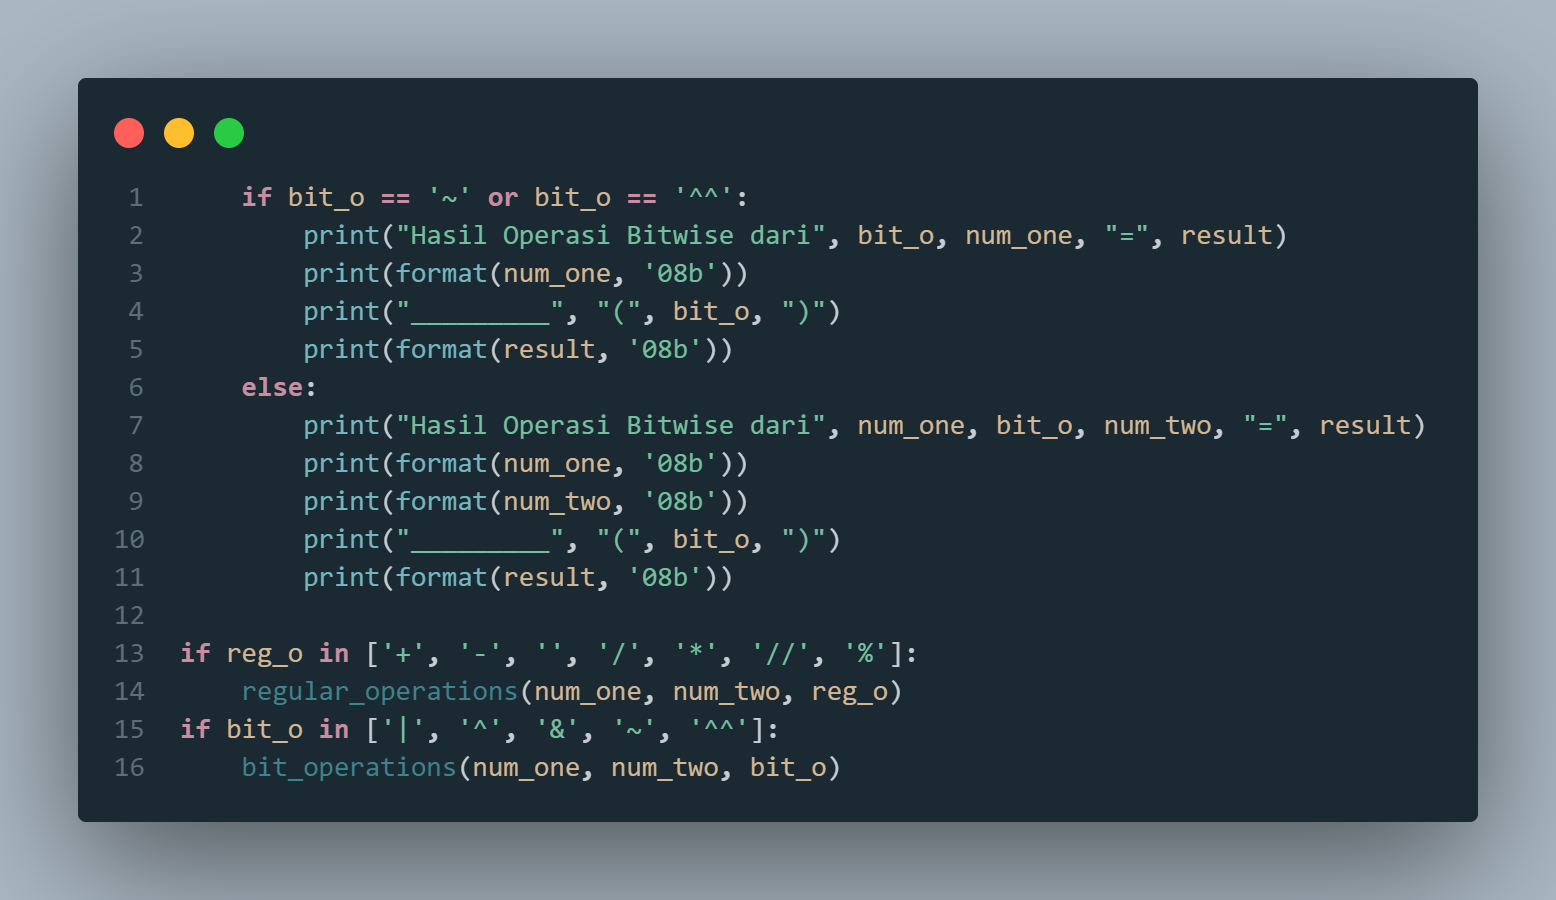 1 if bit_o == '~' or bit_o == '^^':
2 print("Hasil Operasi Bitwise dari", bit_o, num_one, "=", result)
3 print(format(num_one, '08b'))
4 print("_________", "(", bit_o, ")")
5 print(format(result, '08b'))
6 else:
7 print("Hasil Operasi Bitwise dari", num_one, bit_o, num_two, "=", result)
8 print(format(num_one, '08b'))
9 print(format(num_two, '08b'))
10 print("_________", "(", bit_o, ")")
11 print(format(result, '08b'))
12
13 if reg_o in ['+', '-', '', '/', '*', '//', '%']:
14 regular_operations(num_one, num_two, reg_o)
15 if bit_o in ['|', '^', '&', '~', '^^']:
16 bit_operations(num_one, num_two, bit_o)